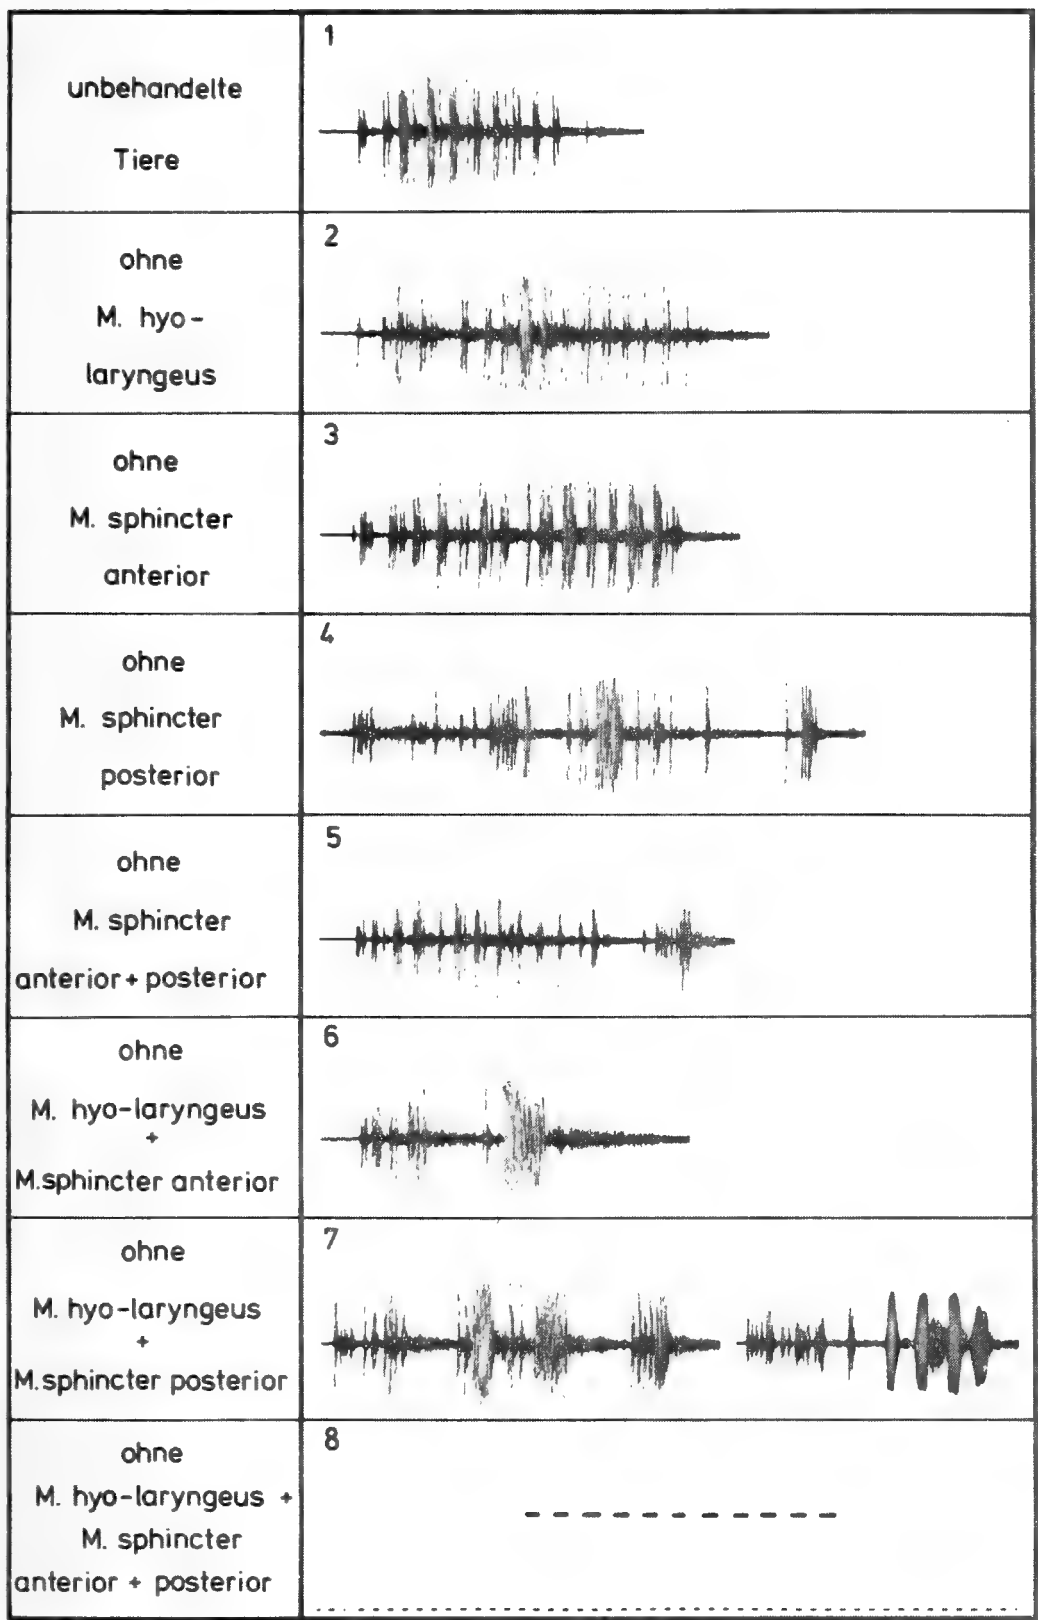 unbehandelte
Tiere
1
ohne
M. hyo-
laryngeus
2
ohne
M. sphincter
anterior
3
ohne
M. sphincter
posterior
4
ohne
M. sphincter
anterior + posterior
5
ohne
M. hyo-laryngeus
+
M. sphincter anterior
6
ohne
M. hyo-laryngeus
+
M. sphincter posterior
7
ohne
M. hyo-laryngeus +
M. sphincter
anterior + posterior
8